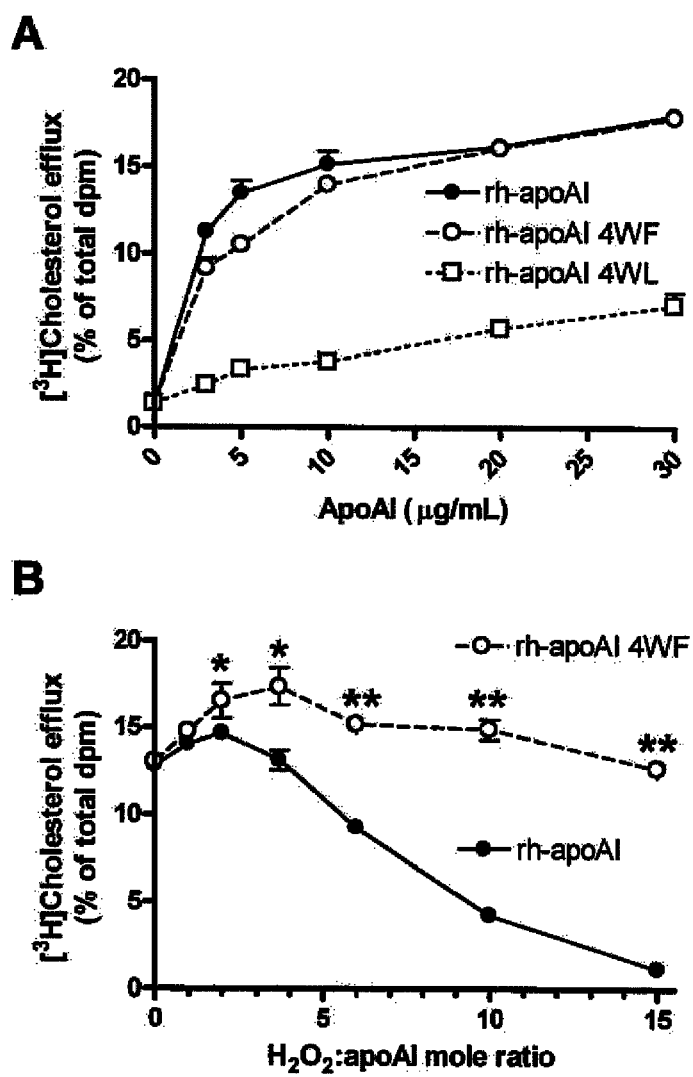 A
[³H]Cholesterol efflux
(% of total dpm)
20
15
10
5
0
rh-apoAI
rh-apoAI 4WF
rh-apoAI 4WL
0
5
10
15
20
25
30
ApoAI (µg/mL)
B
[³H]Cholesterol efflux
(% of total dpm)
20
15
10
5
0
rh-apoAI 4WF
*
*
**
**
**
rh-apoAI
0
5
10
15
H₂O₂:apoAI mole ratio